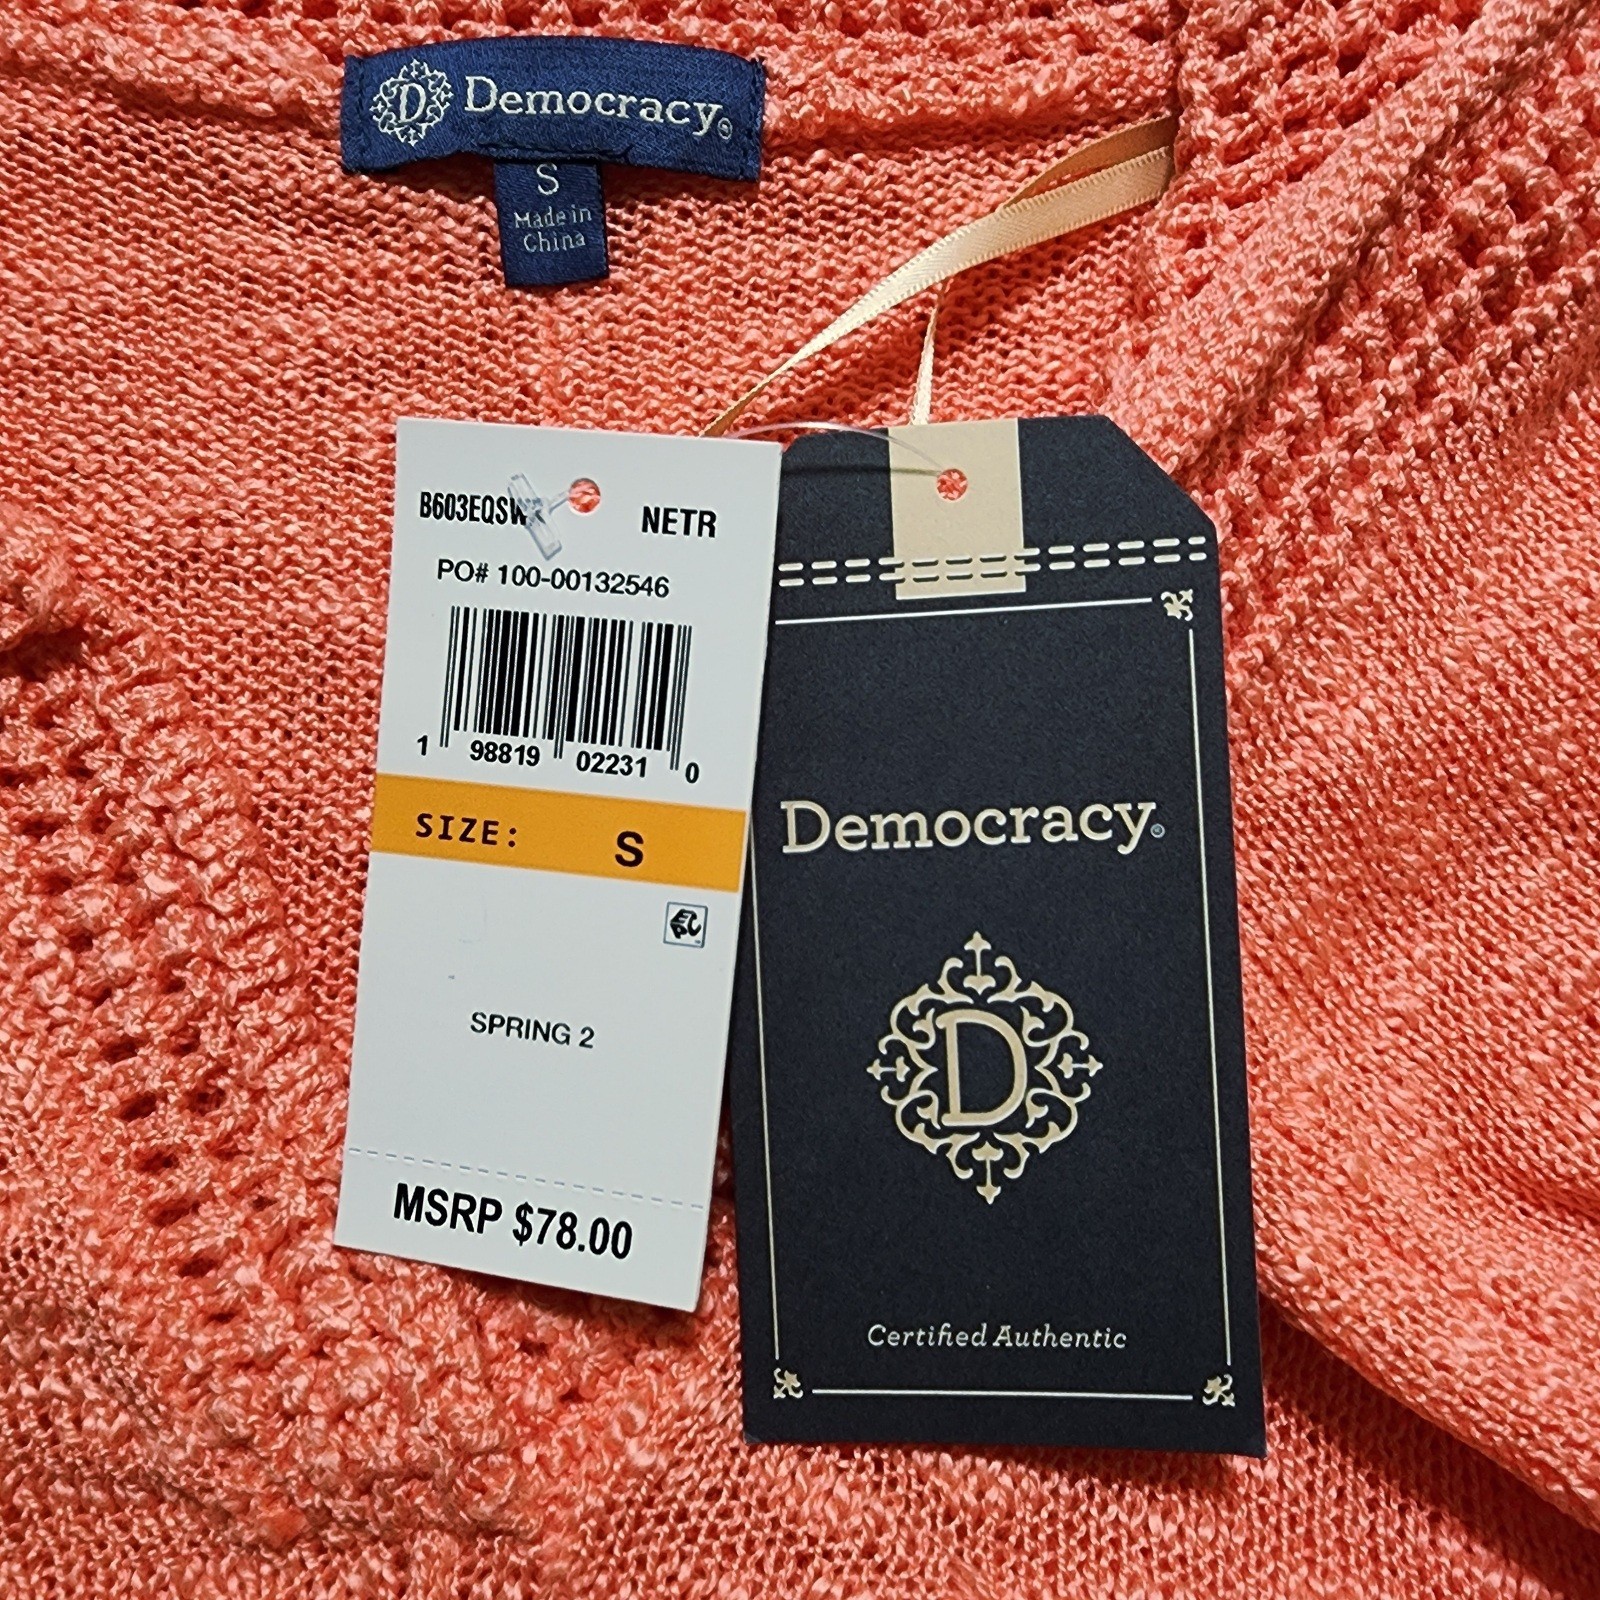 D Democracy®
S
Made in
China
NETR
PO# 100-00132546
1 98819 02231 0
SIZE: S
SPRING 2
MSRP $78.00
Democracy®
D
Certified Authentic